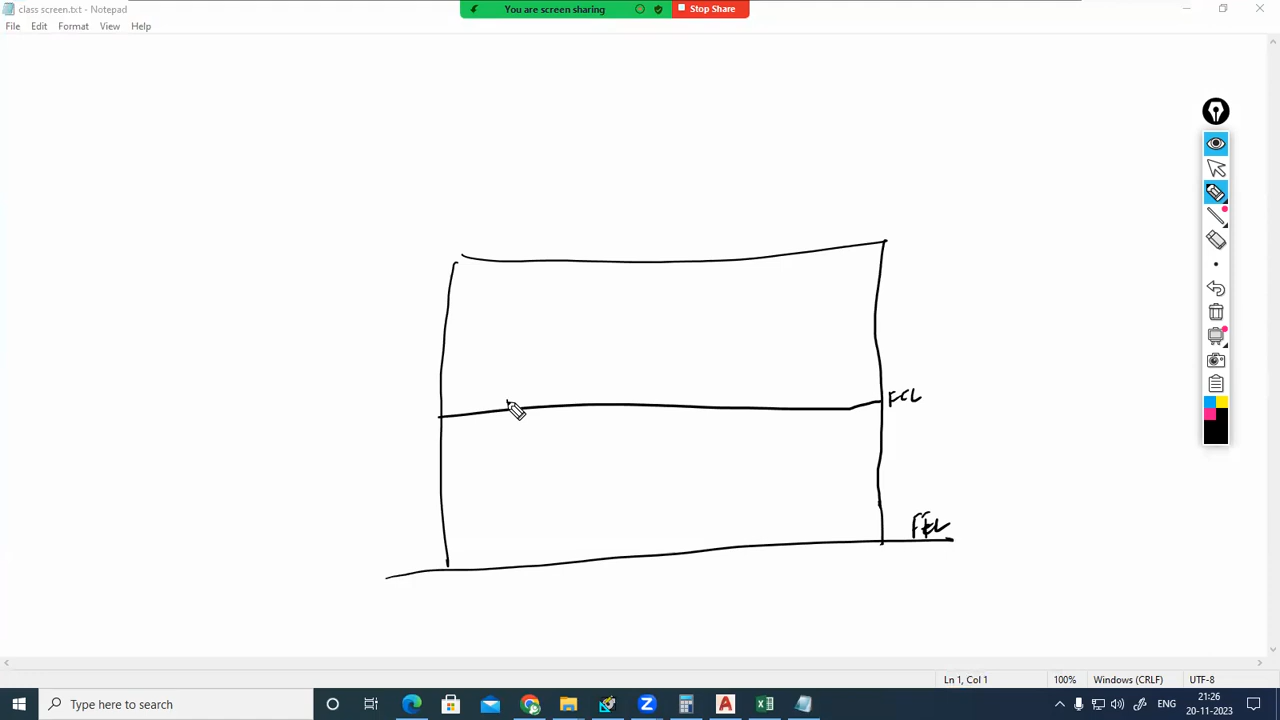 class screen.txt - Notepad
You are screen sharing
Stop Share
File Edit Format View Help
FCL
Ln 1, Col 1 100% Windows (CRLF) UTF-8
Type here to search
ENG
21:26
20-11-2023